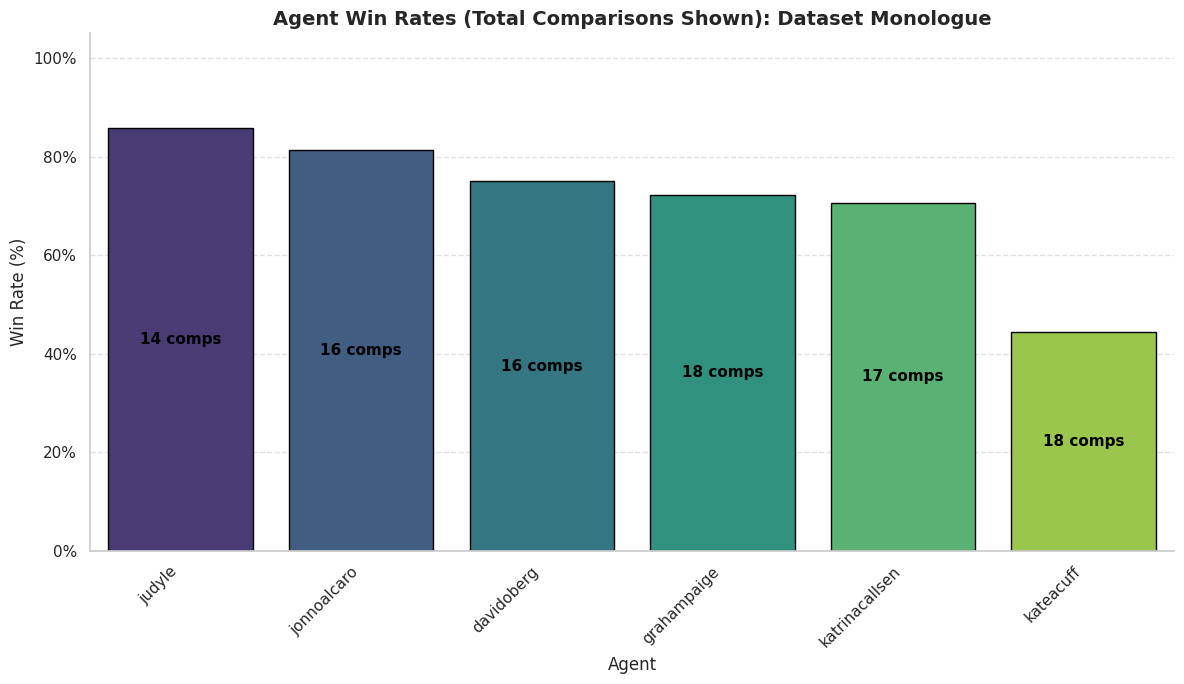 Agent Win Rates (Total Comparisons Shown): Dataset Monologue
Win Rate (%)
100%
80%
60%
40%
20%
0%
14 comps
16 comps
16 comps
18 comps
17 comps
18 comps
judyle
jonnoalcaro
davidoberg
grahampaige
katrinacallsen
kateacuff
Agent